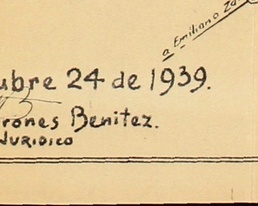 a Emiliano Za
ubre 24 de 1939.
rones Benitez.
JURIDICO